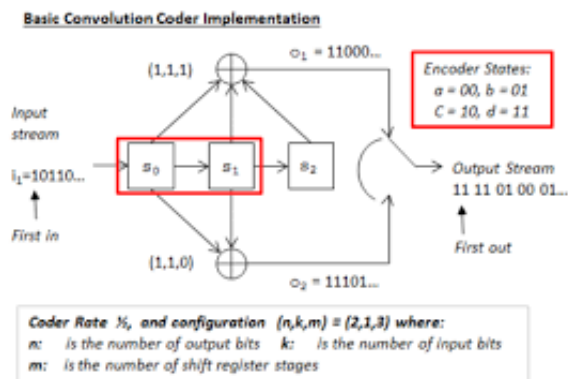 Basic Convolution Coder Implementation
o₁ = 11000...
(1,1,1)
Encoder States:
a = 00, b = 01
C = 10, d = 11
Input
stream
s₀
s₁
s₂
i₁=10110...
Output Stream
11 11 01 00 01...
First in
First out
(1,1,0)
o₂ = 11101...
Coder Rate ½, and configuration (n,k,m) = (2,1,3) where:
n: is the number of output bits k: is the number of input bits
m: is the number of shift register stages